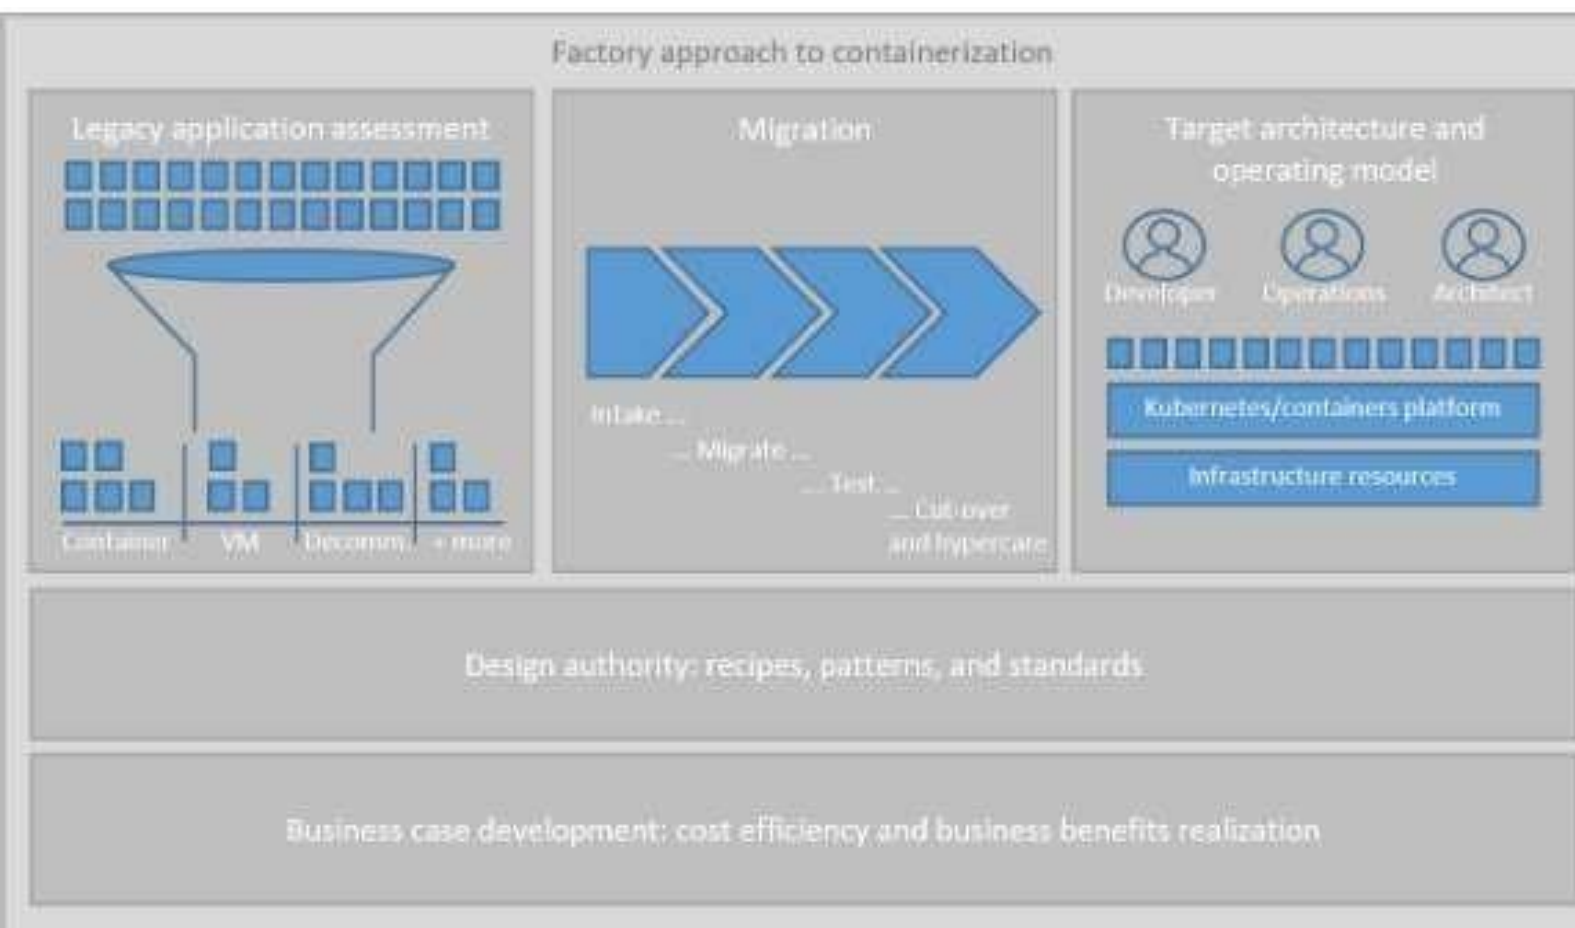 Factory approach to containerization
Legacy application assessment
Container
VM
Decomm.
+ more
Migration
Intake ...
... Migrate ...
... Test ...
... Cut-over
and hypercare
Target architecture and
operating model
Developer
Operations
Architect
Kubernetes/containers platform
Infrastructure resources
Design authority: recipes, patterns, and standards
Business case development: cost efficiency and business benefits realization